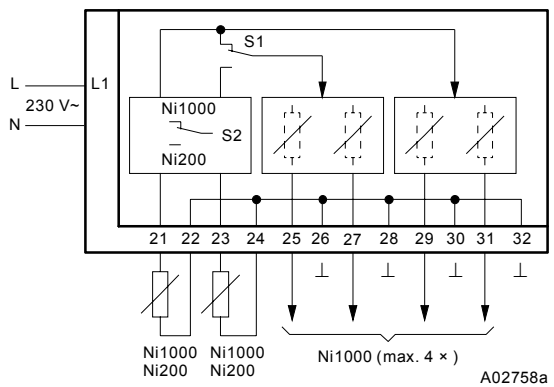 S1
L
L1
230 V~
N
Ni1000
S2
Ni200
21 22 23 24 25 26 27 28 29 30 31 32
⊥ ⊥ ⊥ ⊥
Ni1000 Ni1000
Ni200 Ni200
Ni1000 (max. 4 × )
A02758a